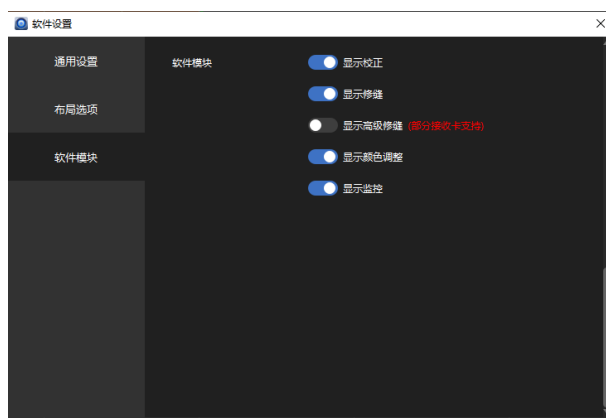 软件设置
通用设置
布局选项
软件模块
软件模块
显示校正
显示修缝
显示高级修缝 (部分接收卡支持)
显示颜色调整
显示监控